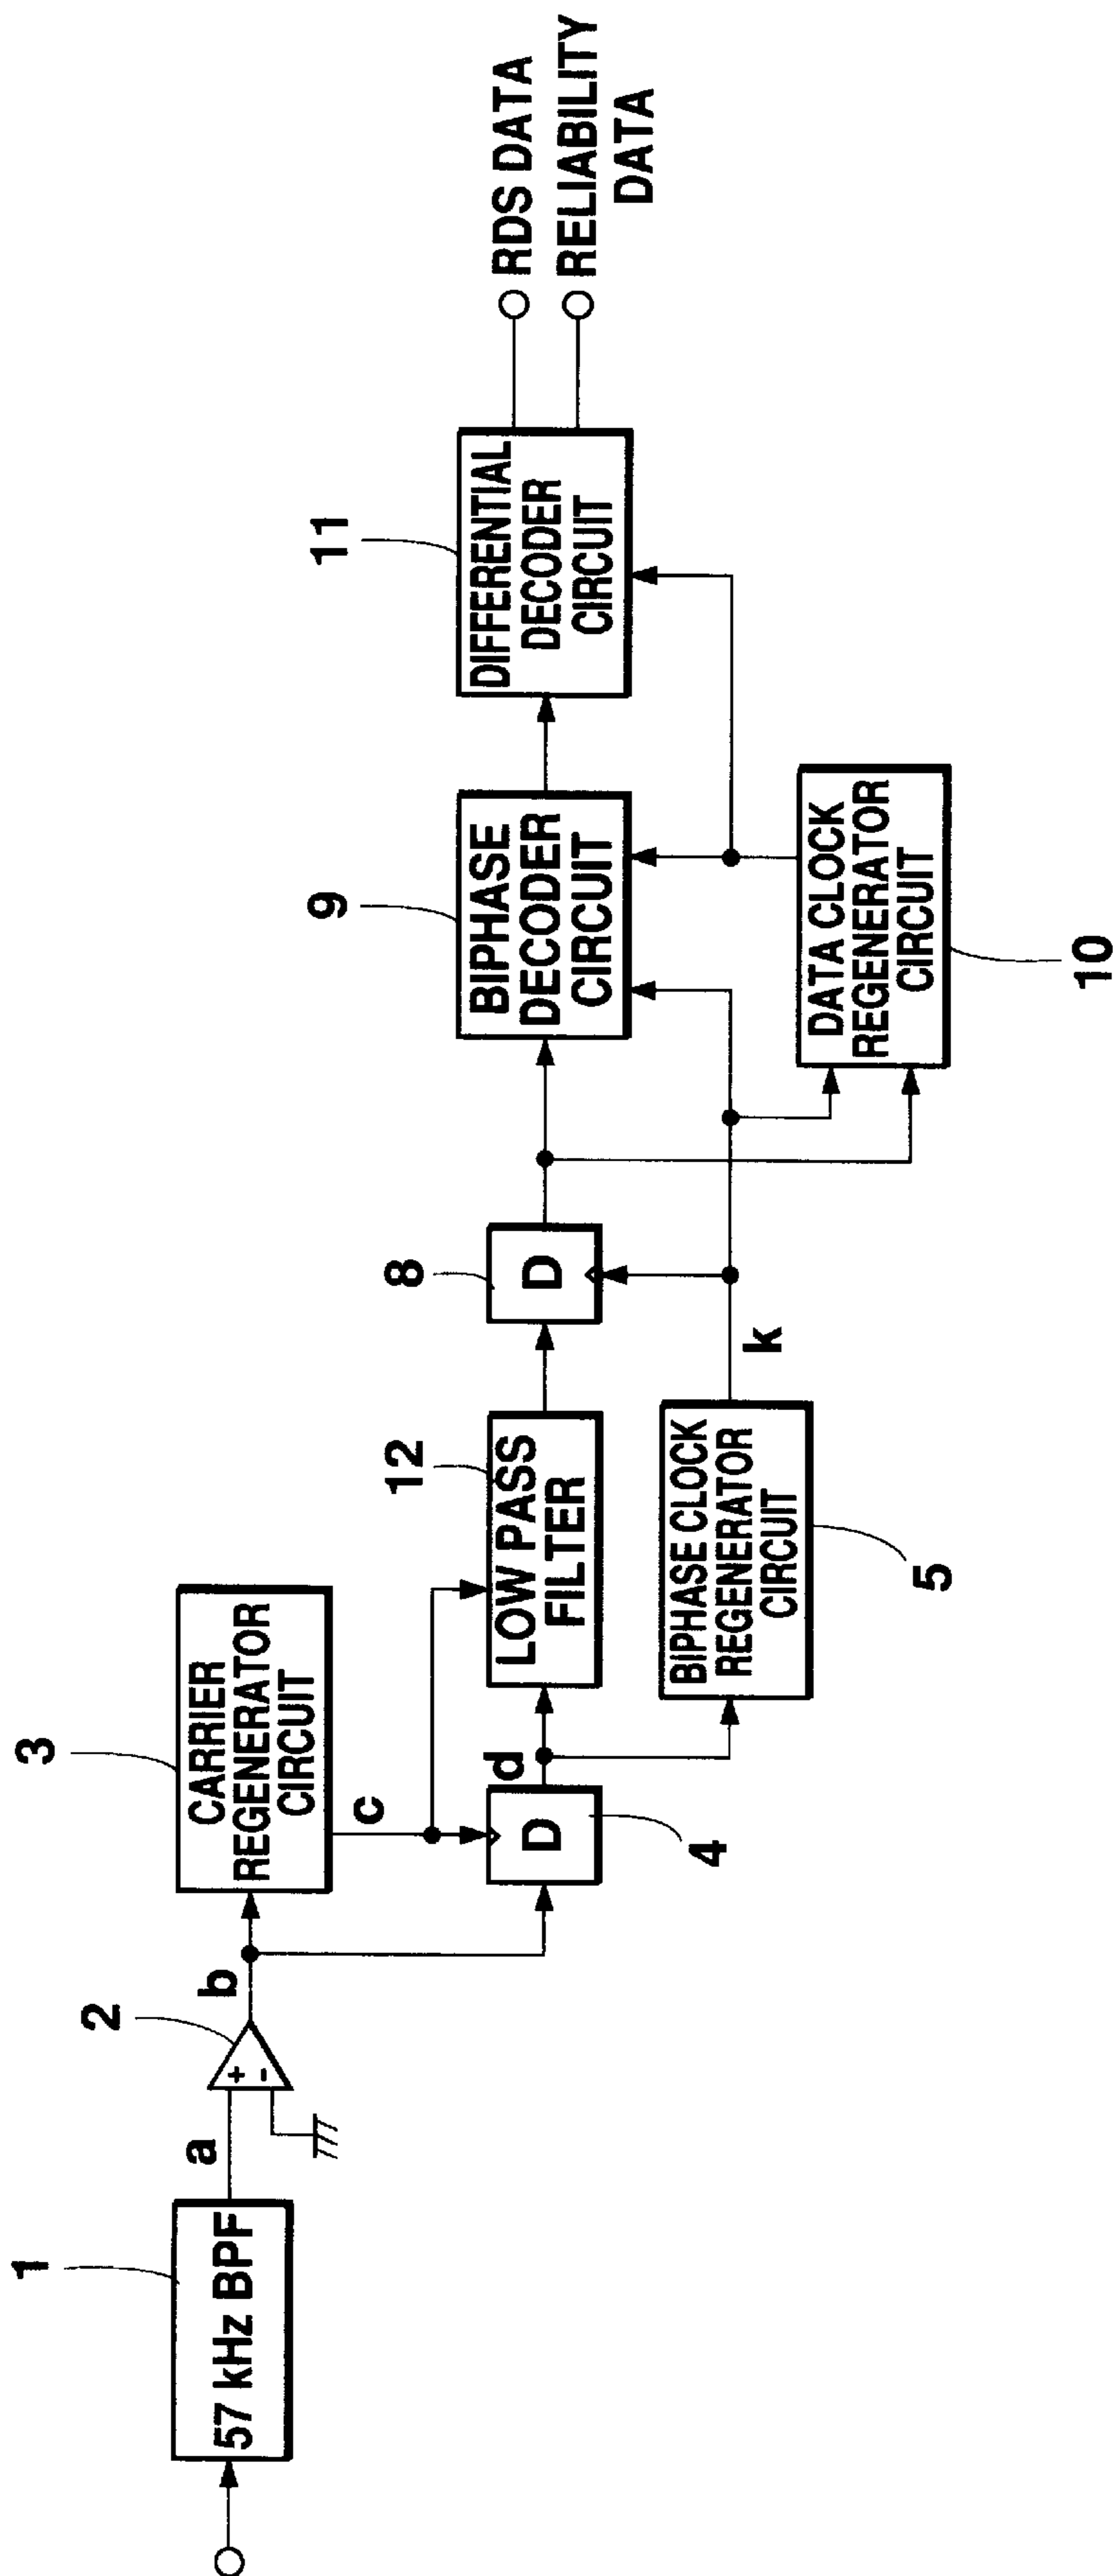 1
57 kHz BPF
a
2
+
-
b
3
CARRIER
REGENERATOR
CIRCUIT
c
D
4
d
12
LOW PASS
FILTER
BIPHASE CLOCK
REGENERATOR
CIRCUIT
5
k
8
D
9
BIPHASE
DECODER
CIRCUIT
DATA CLOCK
REGENERATOR
CIRCUIT
10
11
DIFFERENTIAL
DECODER
CIRCUIT
RDS DATA
RELIABILITY
DATA